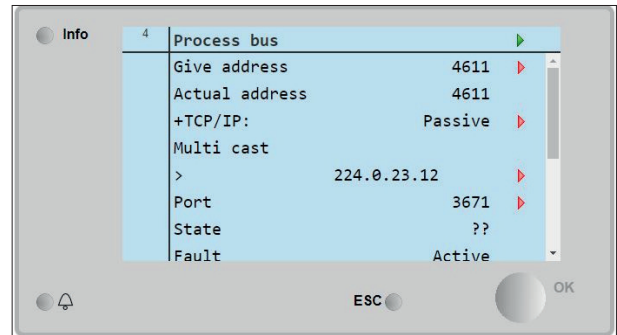 Info
4 Process bus
Give address 4611
Actual address 4611
+TCP/IP: Passive
Multi cast
> 224.0.23.12
Port 3671
State ??
Fault Active
ESC OK